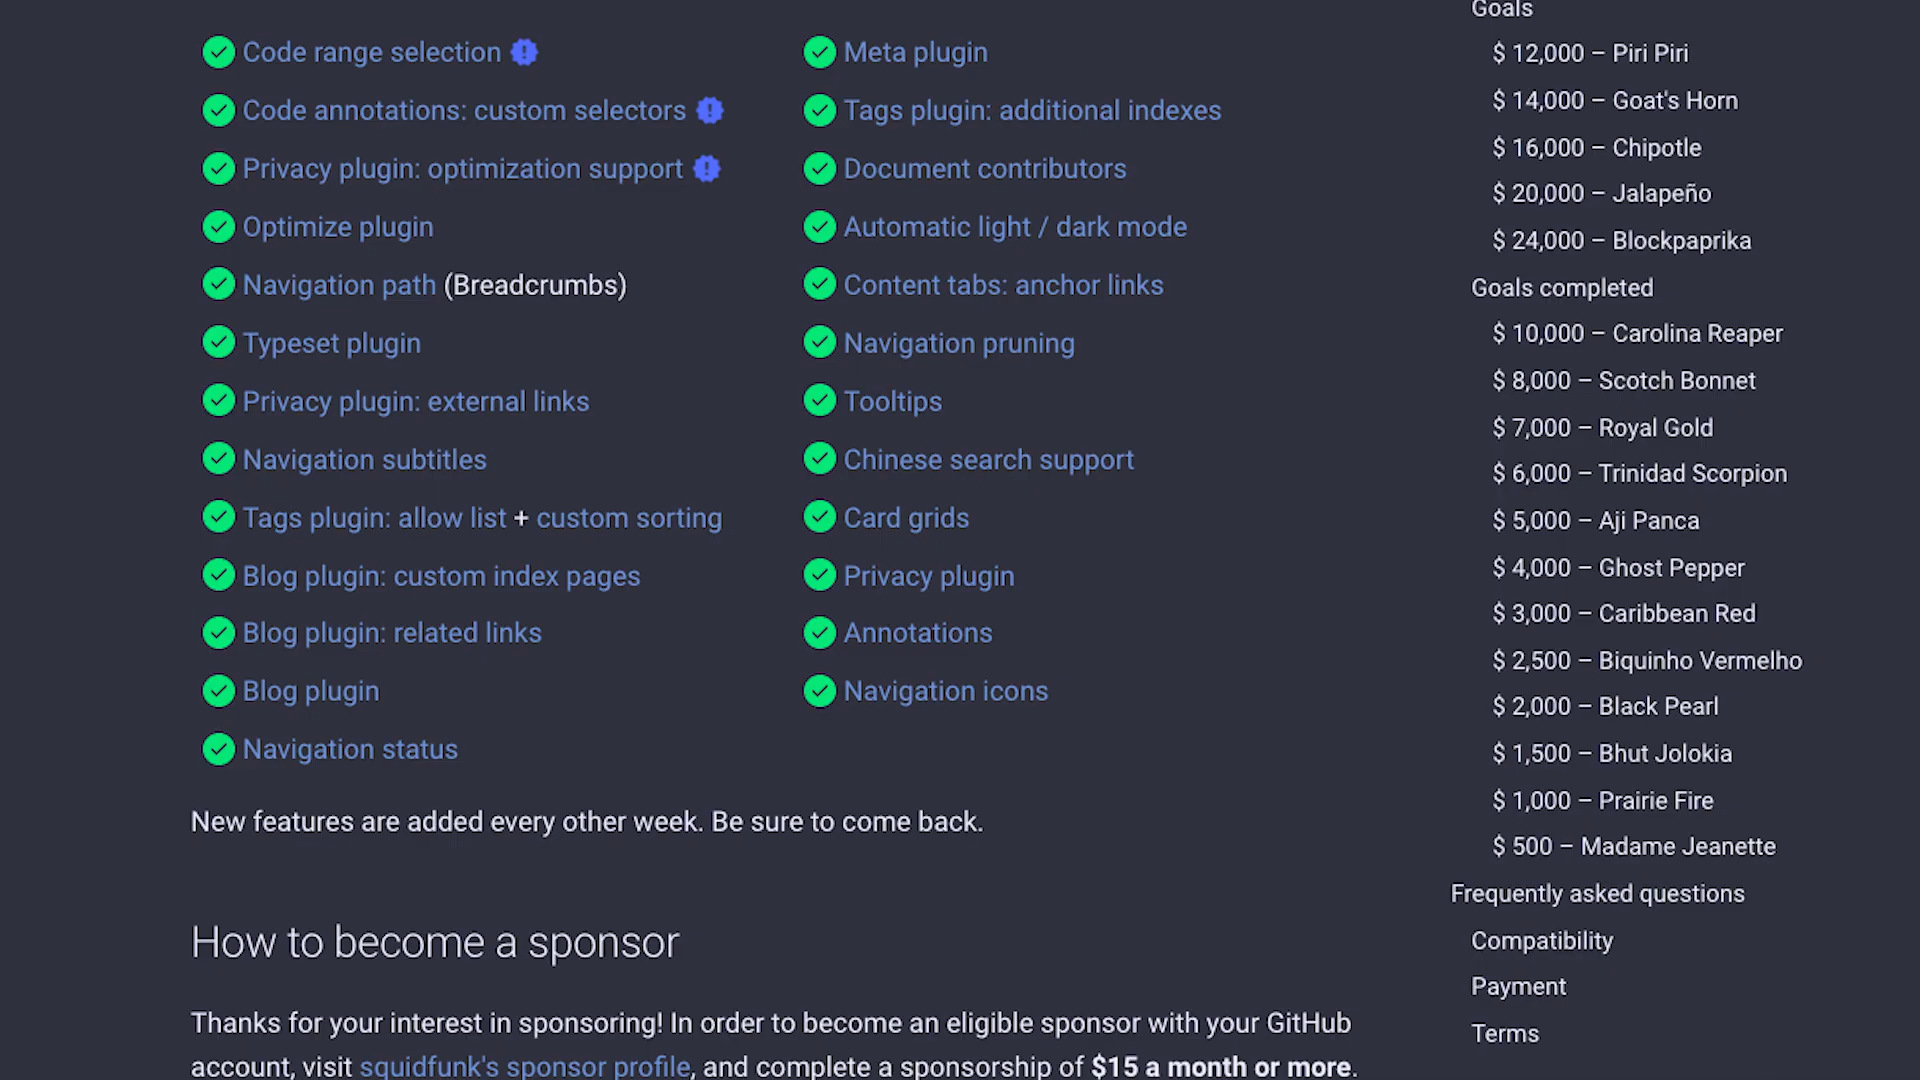 Code range selection
Code annotations: custom selectors
Privacy plugin: optimization support
Optimize plugin
Navigation path (Breadcrumbs)
Typeset plugin
Privacy plugin: external links
Navigation subtitles
Tags plugin: allow list + custom sorting
Blog plugin: custom index pages
Blog plugin: related links
Blog plugin
Navigation status
Meta plugin
Tags plugin: additional indexes
Document contributors
Automatic light / dark mode
Content tabs: anchor links
Navigation pruning
Tooltips
Chinese search support
Card grids
Privacy plugin
Annotations
Navigation icons
New features are added every other week. Be sure to come back.
How to become a sponsor
Thanks for your interest in sponsoring! In order to become an eligible sponsor with your GitHub
account, visit squidfunk's sponsor profile, and complete a sponsorship of $15 a month or more.
Goals
$ 12,000 – Piri Piri
$ 14,000 – Goat's Horn
$ 16,000 – Chipotle
$ 20,000 – Jalapeño
$ 24,000 – Blockpaprika
Goals completed
$ 10,000 – Carolina Reaper
$ 8,000 – Scotch Bonnet
$ 7,000 – Royal Gold
$ 6,000 – Trinidad Scorpion
$ 5,000 – Aji Panca
$ 4,000 – Ghost Pepper
$ 3,000 – Caribbean Red
$ 2,500 – Biquinho Vermelho
$ 2,000 – Black Pearl
$ 1,500 – Bhut Jolokia
$ 1,000 – Prairie Fire
$ 500 – Madame Jeanette
Frequently asked questions
Compatibility
Payment
Terms